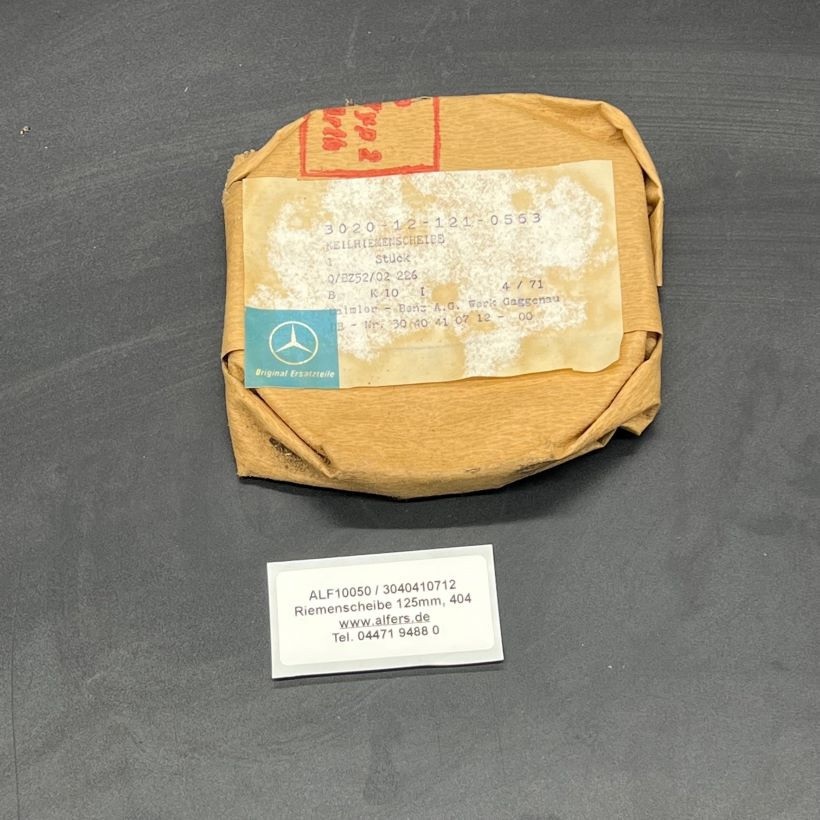 Typ 2
3020-12-121-0563
KEILRIEMENSCHEIBE
1 Stück
Q/EZ52/02 226
B K 10 I 4 / 71
Daimler - Benz A.G. Werk Gaggenau
DB - Nr. 30 40 41 07 12 - 00
Original Ersatzteile
ALF10050 / 3040410712
Riemenscheibe 125mm, 404
www.alfers.de
Tel. 04471 9488 0